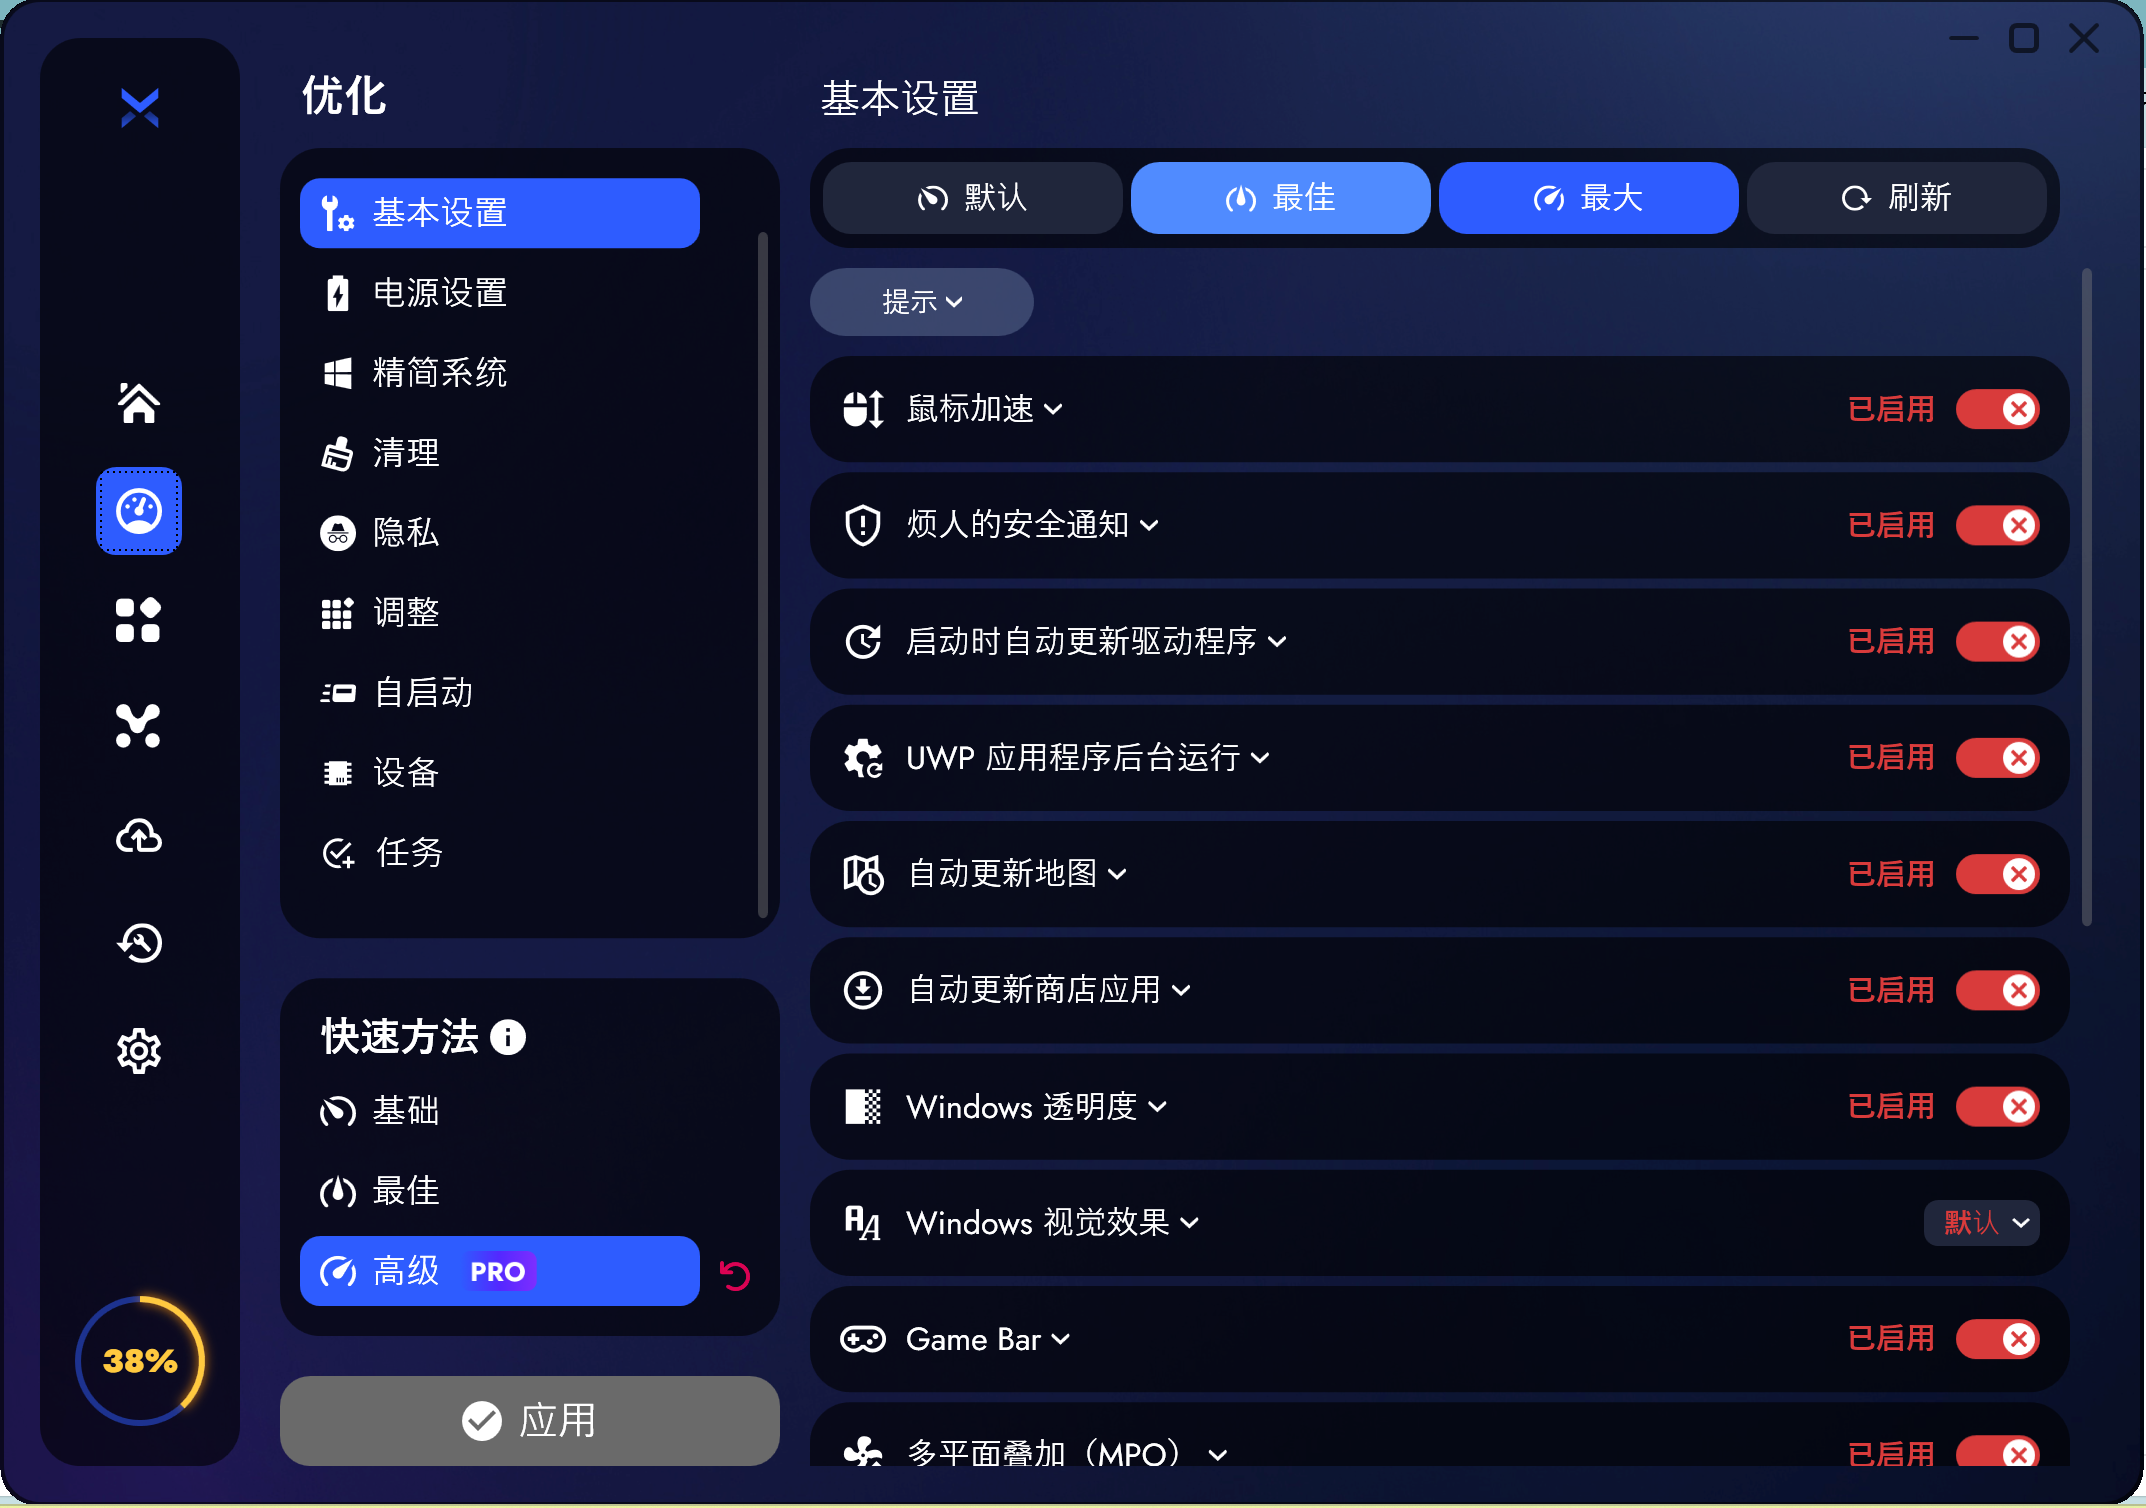 优化
基本设置
电源设置
精简系统
清理
隐私
调整
自启动
设备
任务
快速方法
基础
最佳
高级 PRO
应用
38%
基本设置
默认 最佳 最大 刷新
提示
鼠标加速 已启用
烦人的安全通知 已启用
启动时自动更新驱动程序 已启用
UWP 应用程序后台运行 已启用
自动更新地图 已启用
自动更新商店应用 已启用
Windows 透明度 已启用
Windows 视觉效果 默认
Game Bar 已启用
多平面叠加（MPO） 已启用